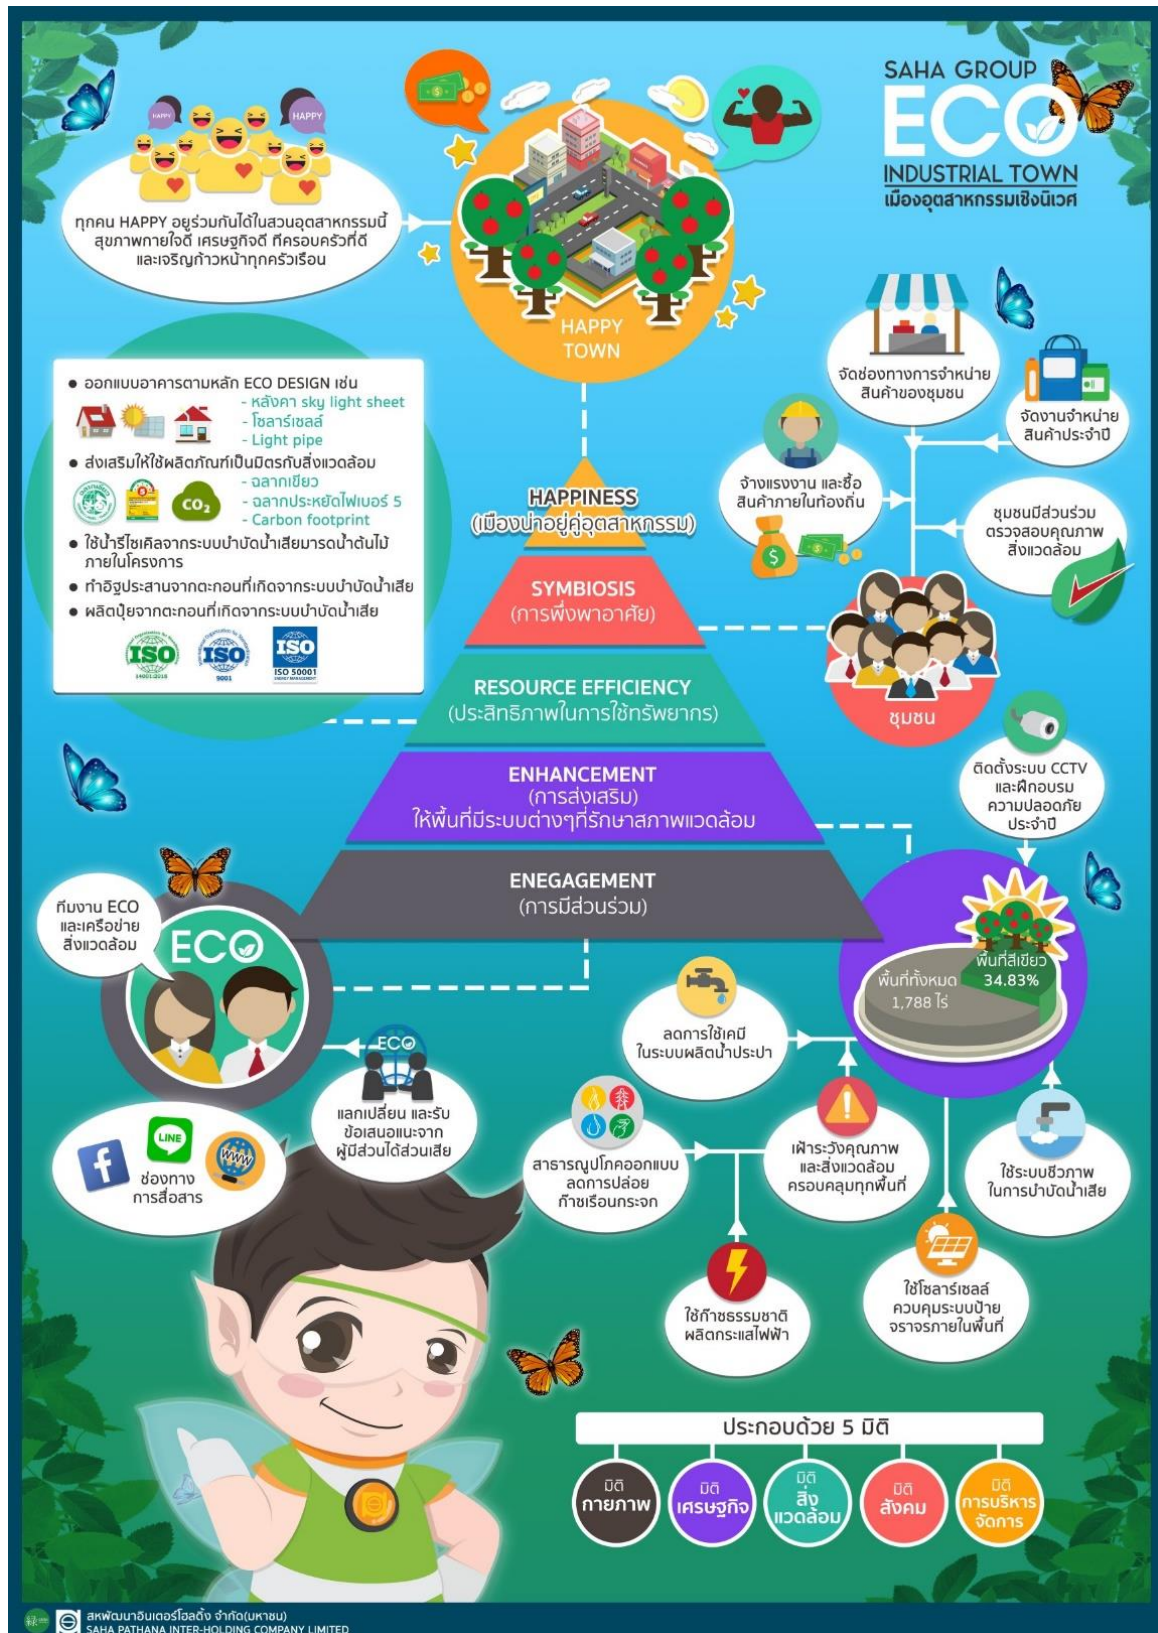 SAHA GROUP
ECO
INDUSTRIAL TOWN
เมืองอุตสาหกรรมเชิงนิเวศ
HAPPY
HAPPY
ทุกคน HAPPY อยู่ร่วมกันได้ในสวนอุตสาหกรรมนี้
สุขภาพกายใจดี เศรษฐกิจดี ทีครอบครัวที่ดี
และเจริญก้าวหน้าทุกครัวเรือน
HAPPY
TOWN
● ออกแบบอาคารตามหลัก ECO DESIGN เช่น
- หลังคา sky light sheet
- โซลาร์เซลล์
- Light pipe
● ส่งเสริมให้ใช้ผลิตภัณฑ์เป็นมิตรกับสิ่งแวดล้อม
- ฉลากเขียว
- ฉลากประหยัดไฟเบอร์ 5
- Carbon footprint
CO₂
● ใช้น้ำรีไซเคิลจากระบบบำบัดน้ำเสียมารดน้ำต้นไม้
ภายในโครงการ
● ทำอิฐประสานจากตะกอนที่เกิดจากระบบบำบัดน้ำเสีย
● ผลิตปุ๋ยจากตะกอนที่เกิดจากระบบบำบัดน้ำเสีย
ISO
14001:2015
ISO
9001
ISO
ISO 50001
ENERGY MANAGEMENT
จัดช่องทางการจำหน่าย
สินค้าของชุมชน
จัดงานจำหน่าย
สินค้าประจำปี
จ้างแรงงาน และซื้อ
สินค้าภายในท้องถิ่น
ชุมชนมีส่วนร่วม
ตรวจสอบคุณภาพ
สิ่งแวดล้อม
ชุมชน
HAPPINESS
(เมืองน่าอยู่คู่อุตสาหกรรม)
SYMBIOSIS
(การพึ่งพาอาศัย)
RESOURCE EFFICIENCY
(ประสิทธิภาพในการใช้ทรัพยากร)
ENHANCEMENT
(การส่งเสริม)
ให้พื้นที่มีระบบต่างๆที่รักษาสภาพแวดล้อม
ENEGAGEMENT
(การมีส่วนร่วม)
ติดตั้งระบบ CCTV
และฝึกอบรม
ความปลอดภัย
ประจำปี
พื้นที่สีเขียว
34.83%
พื้นที่ทั้งหมด
1,788 ไร่
ทีมงาน ECO
และเครือข่าย
สิ่งแวดล้อม
ECO
ECO
แลกเปลี่ยน และรับ
ข้อเสนอแนะจาก
ผู้มีส่วนได้ส่วนเสีย
f
LINE
WWW
ช่องทาง
การสื่อสาร
ลดการใช้เคมี
ในระบบผลิตน้ำประปา
สาธารณูปโภคออกแบบ
ลดการปล่อย
ก๊าซเรือนกระจก
เฝ้าระวังคุณภาพ
และสิ่งแวดล้อม
ครอบคลุมทุกพื้นที่
ใช้ระบบชีวภาพ
ในการบำบัดน้ำเสีย
ใช้ก๊าซธรรมชาติ
ผลิตกระแสไฟฟ้า
ใช้โซลาร์เซลล์
ควบคุมระบบป้าย
จราจรภายในพื้นที่
ประกอบด้วย 5 มิติ
มิติ
กายภาพ
มิติ
เศรษฐกิจ
มิติ
สิ่ง
แวดล้อม
มิติ
สังคม
มิติ
การบริหาร
จัดการ
สหพัฒนาอินเตอร์โฮลดิ้ง จำกัด(มหาชน)
SAHA PATHANA INTER-HOLDING COMPANY LIMITED